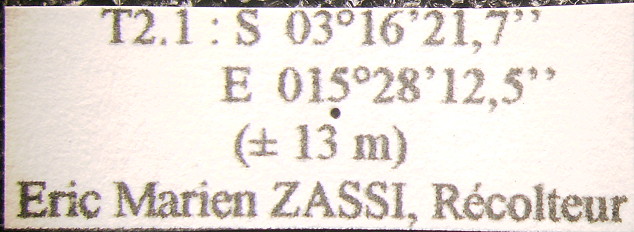 T2.1 : S 03°16'21,7''
E 015°28'12,5''
(± 13 m)
Eric Marien ZASSI, Récolteur